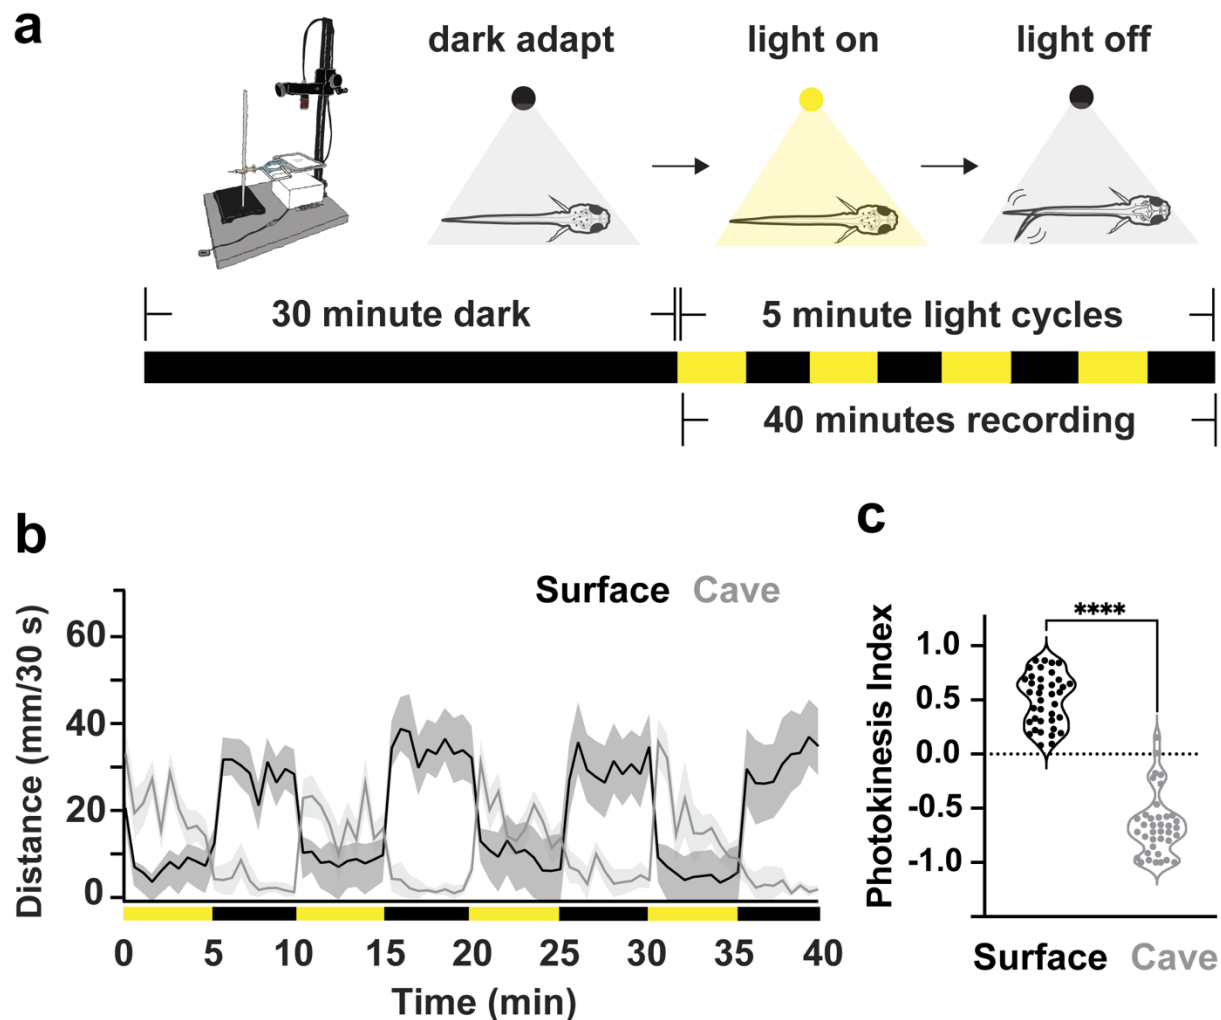 a
dark adapt
light on
light off
30 minute dark
5 minute light cycles
40 minutes recording
b
Surface Cave
Distance (mm/30 s)
60
40
20
0
0 5 10 15 20 25 30 35 40
Time (min)
c
****
Photokinesis Index
1.0
0.5
0.0
-0.5
-1.0
Surface Cave